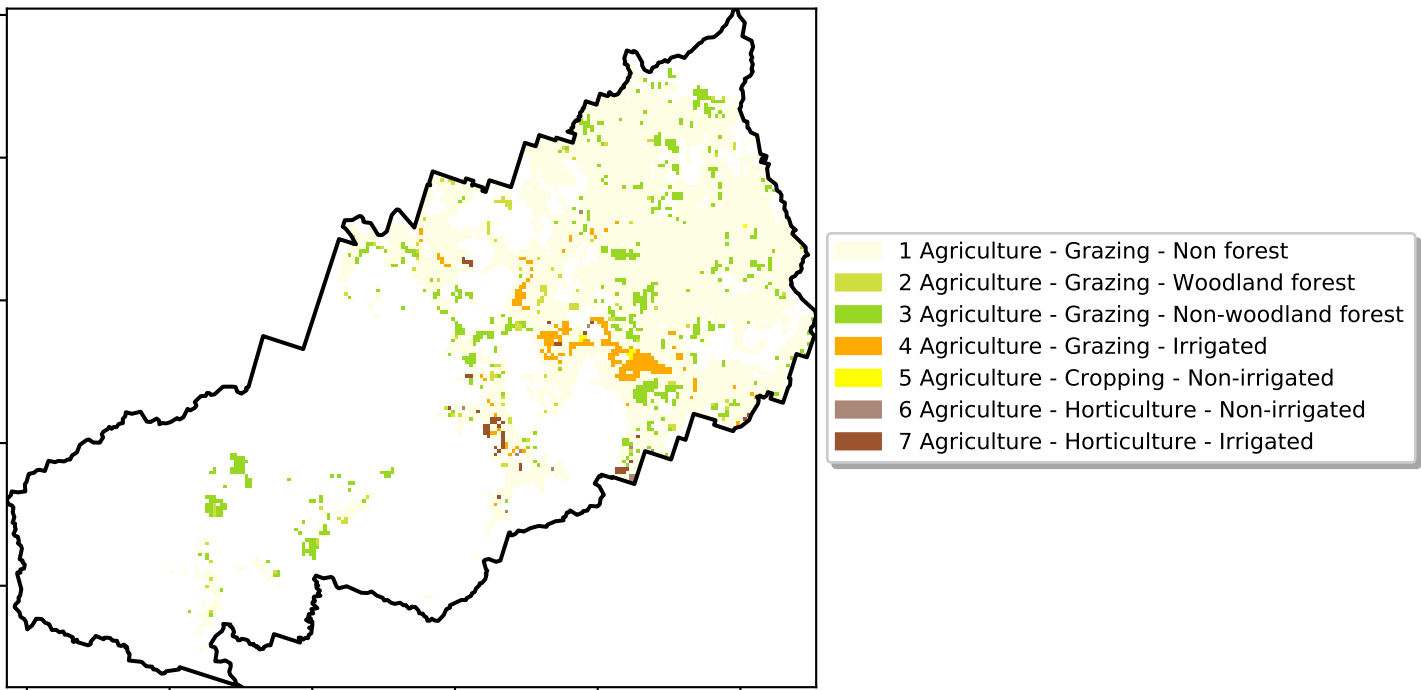 1 Agriculture - Grazing - Non forest
2 Agriculture - Grazing - Woodland forest
3 Agriculture - Grazing - Non-woodland forest
4 Agriculture - Grazing - Irrigated
5 Agriculture - Cropping - Non-irrigated
6 Agriculture - Horticulture - Non-irrigated
7 Agriculture - Horticulture - Irrigated